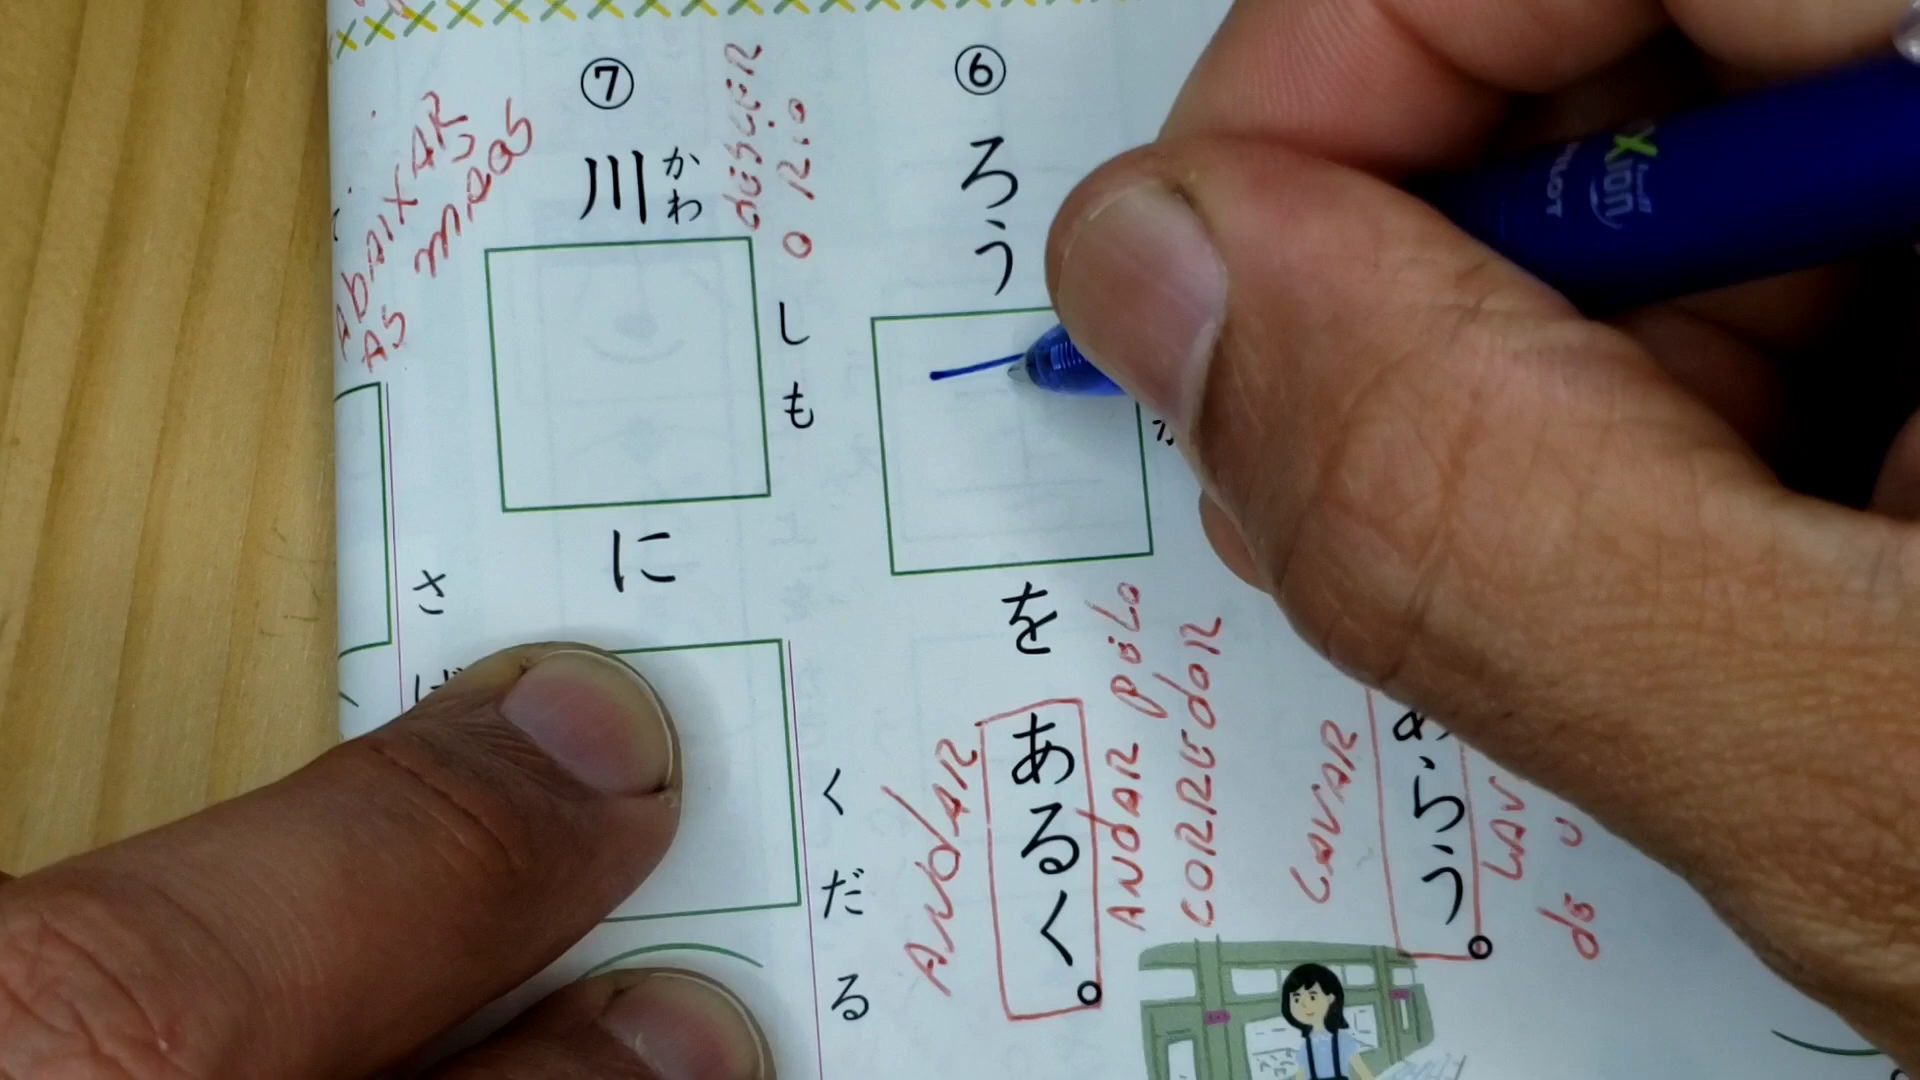 ⑥
ろう
を
あるく。
ANDAR
ANDAR PELO
CORREDOR
らう。
LAVAR
LAV
⑦
川
かわ
しも
に
くだる
desceR
o Rio
AbAIXAR
AS mãos
さ